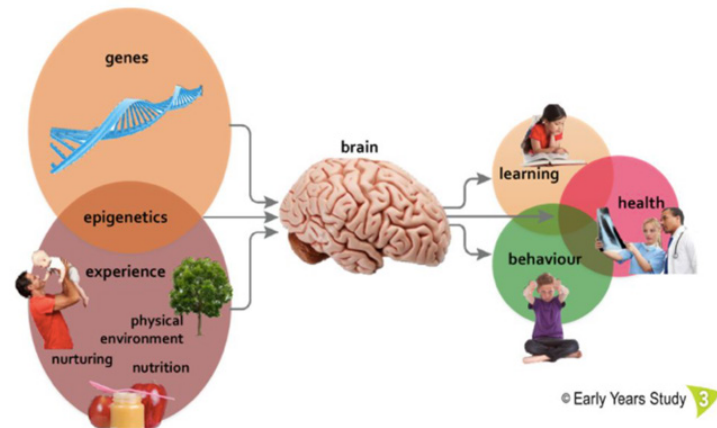 genes
epigenetics
experience
physical
environment
nurturing
nutrition
brain
learning
health
behaviour
© Early Years Study 3